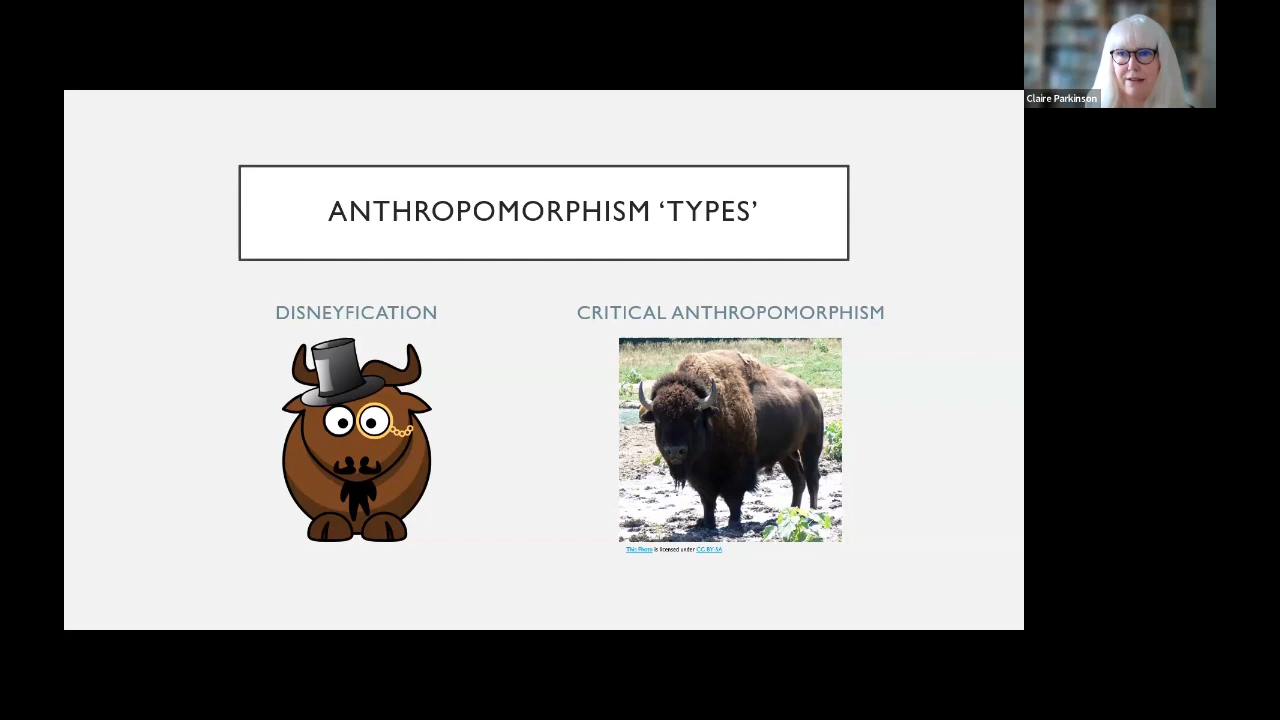 Claire Parkinson
ANTHROPOMORPHISM ‘TYPES’
DISNEYFICATION
CRITICAL ANTHROPOMORPHISM
This Photo is licensed under CC BY-SA